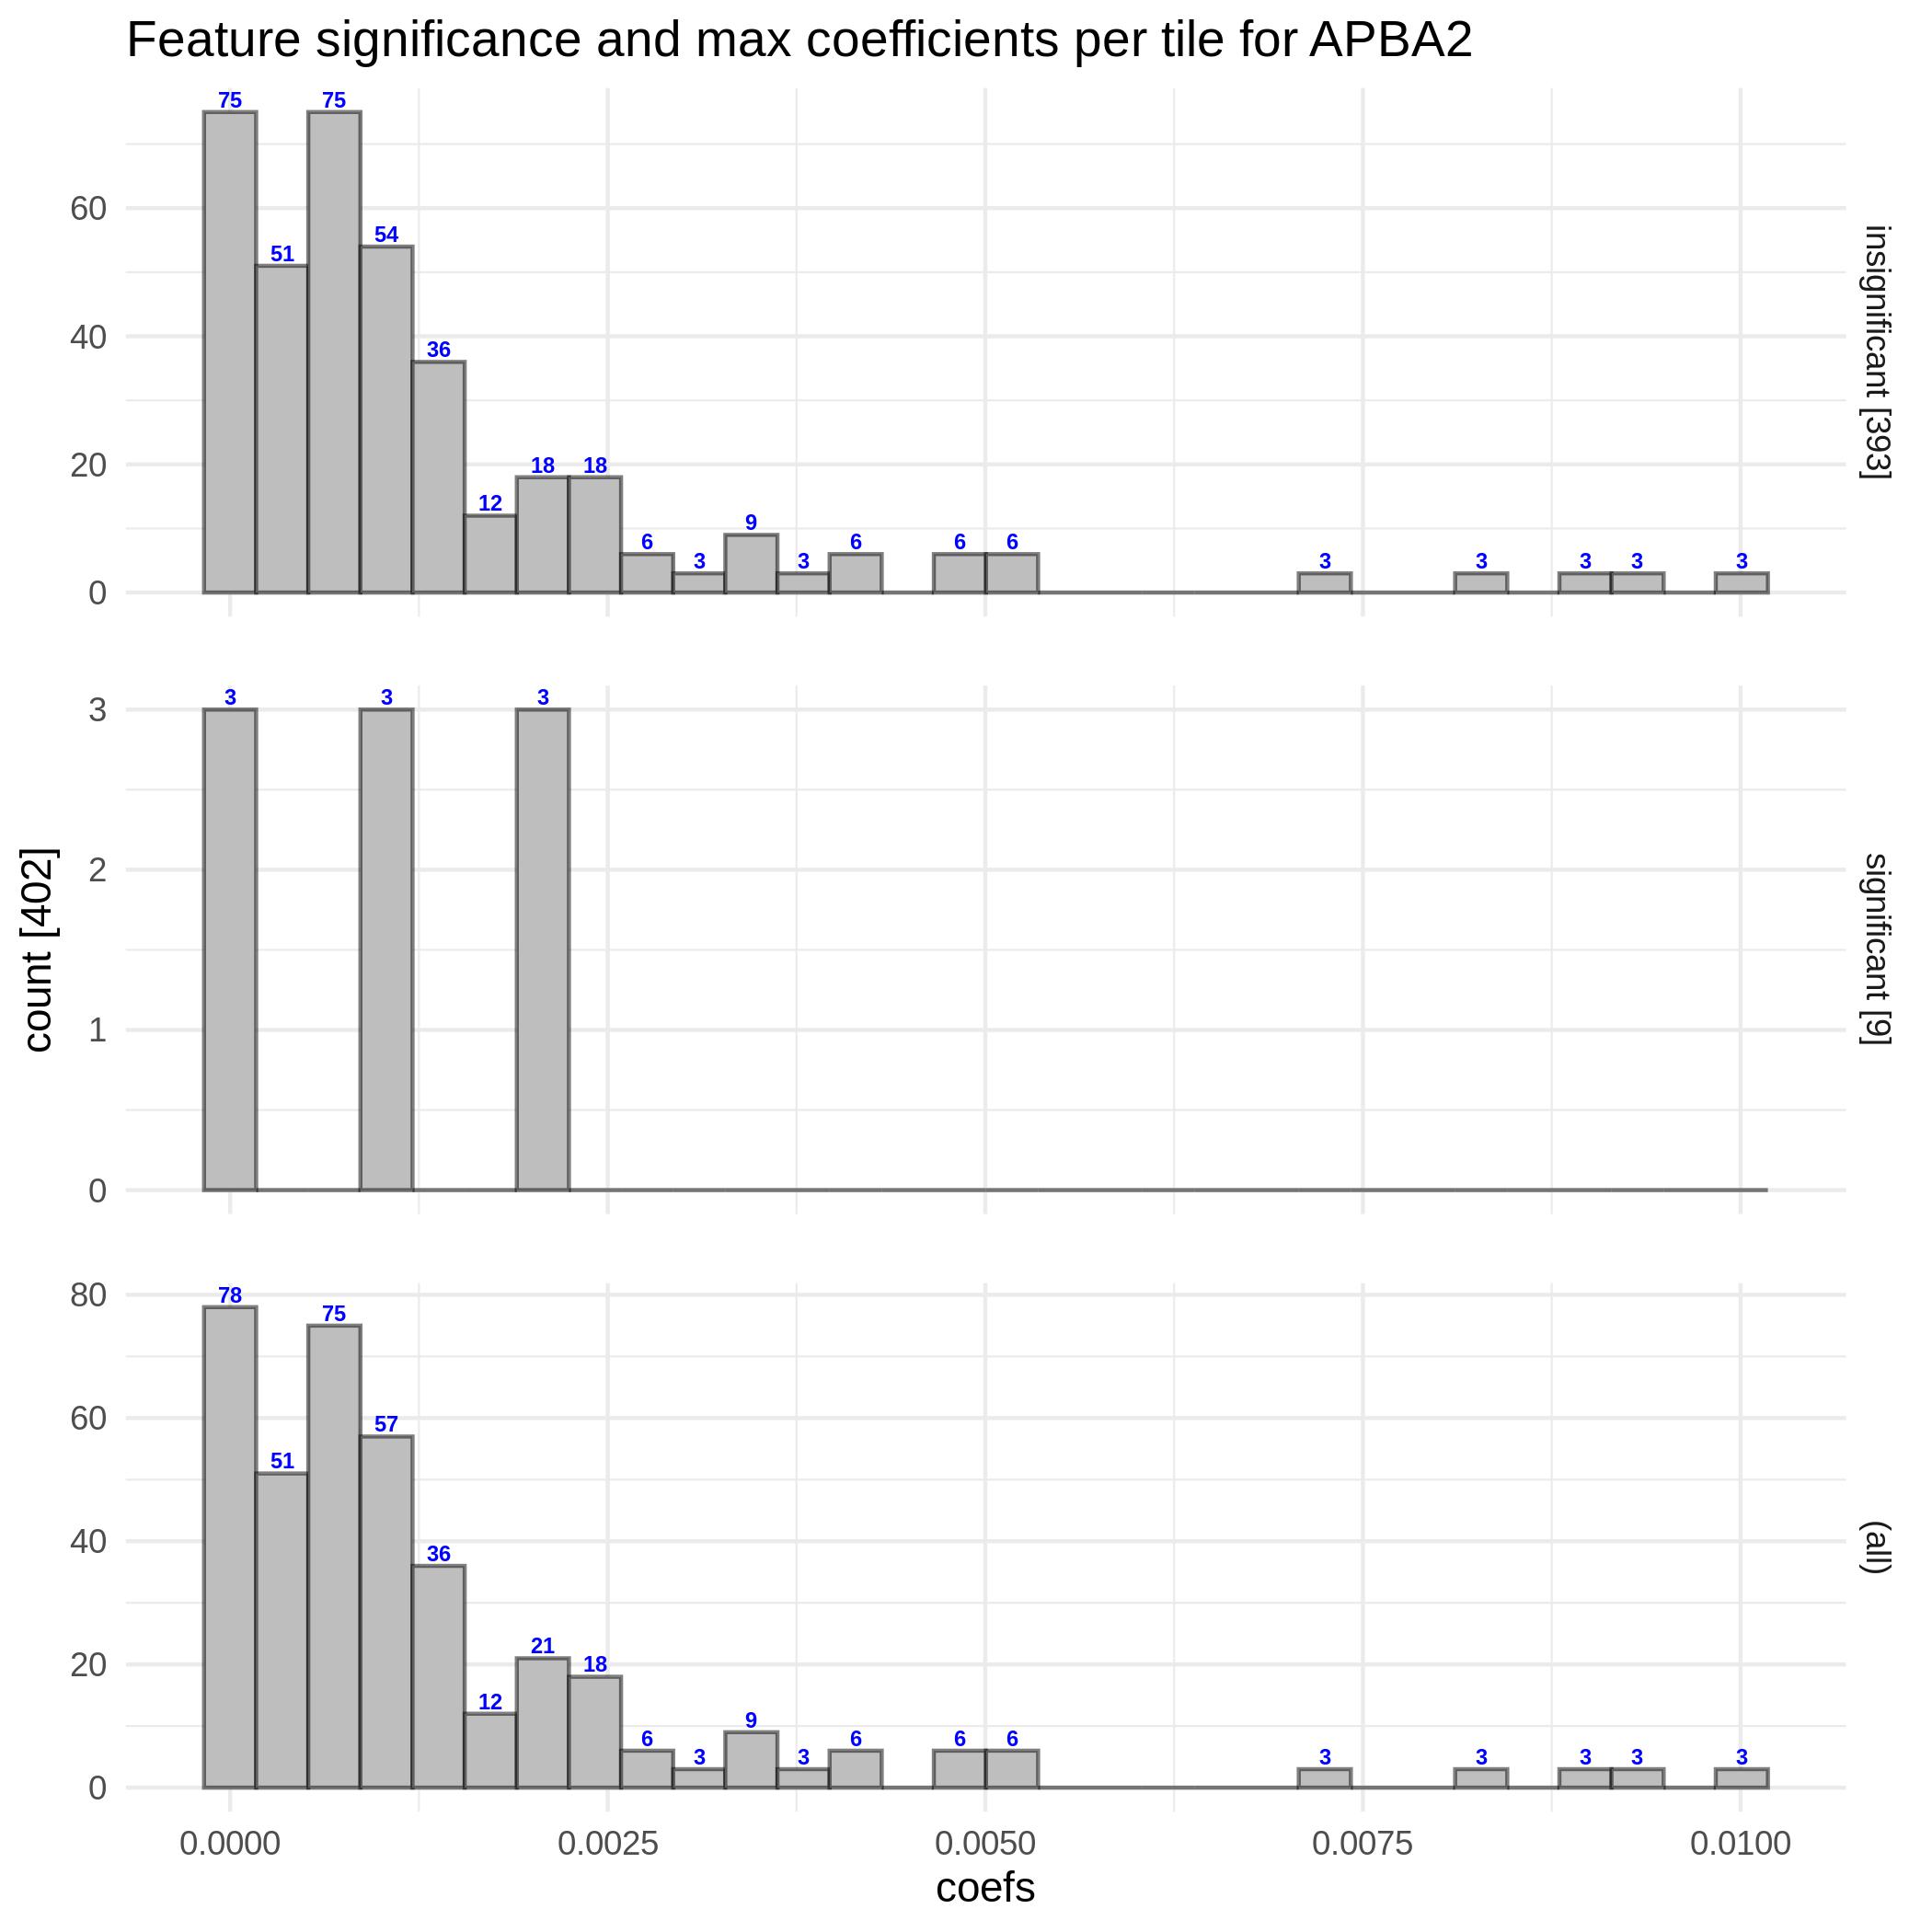 Feature significance and max coefficients per tile for APBA2
75 51 75 54 36 12 18 18 6 3 9 3 6 6 6 3 3 3 3 3
60
40
20
0
insignificant [393]
3 3 3
3
2
1
0
significant [9]
count [402]
78 51 75 57 36 12 21 18 6 3 9 3 6 6 6 3 3 3 3 3
80
60
40
20
0
(all)
0.0000 0.0025 0.0050 0.0075 0.0100
coefs